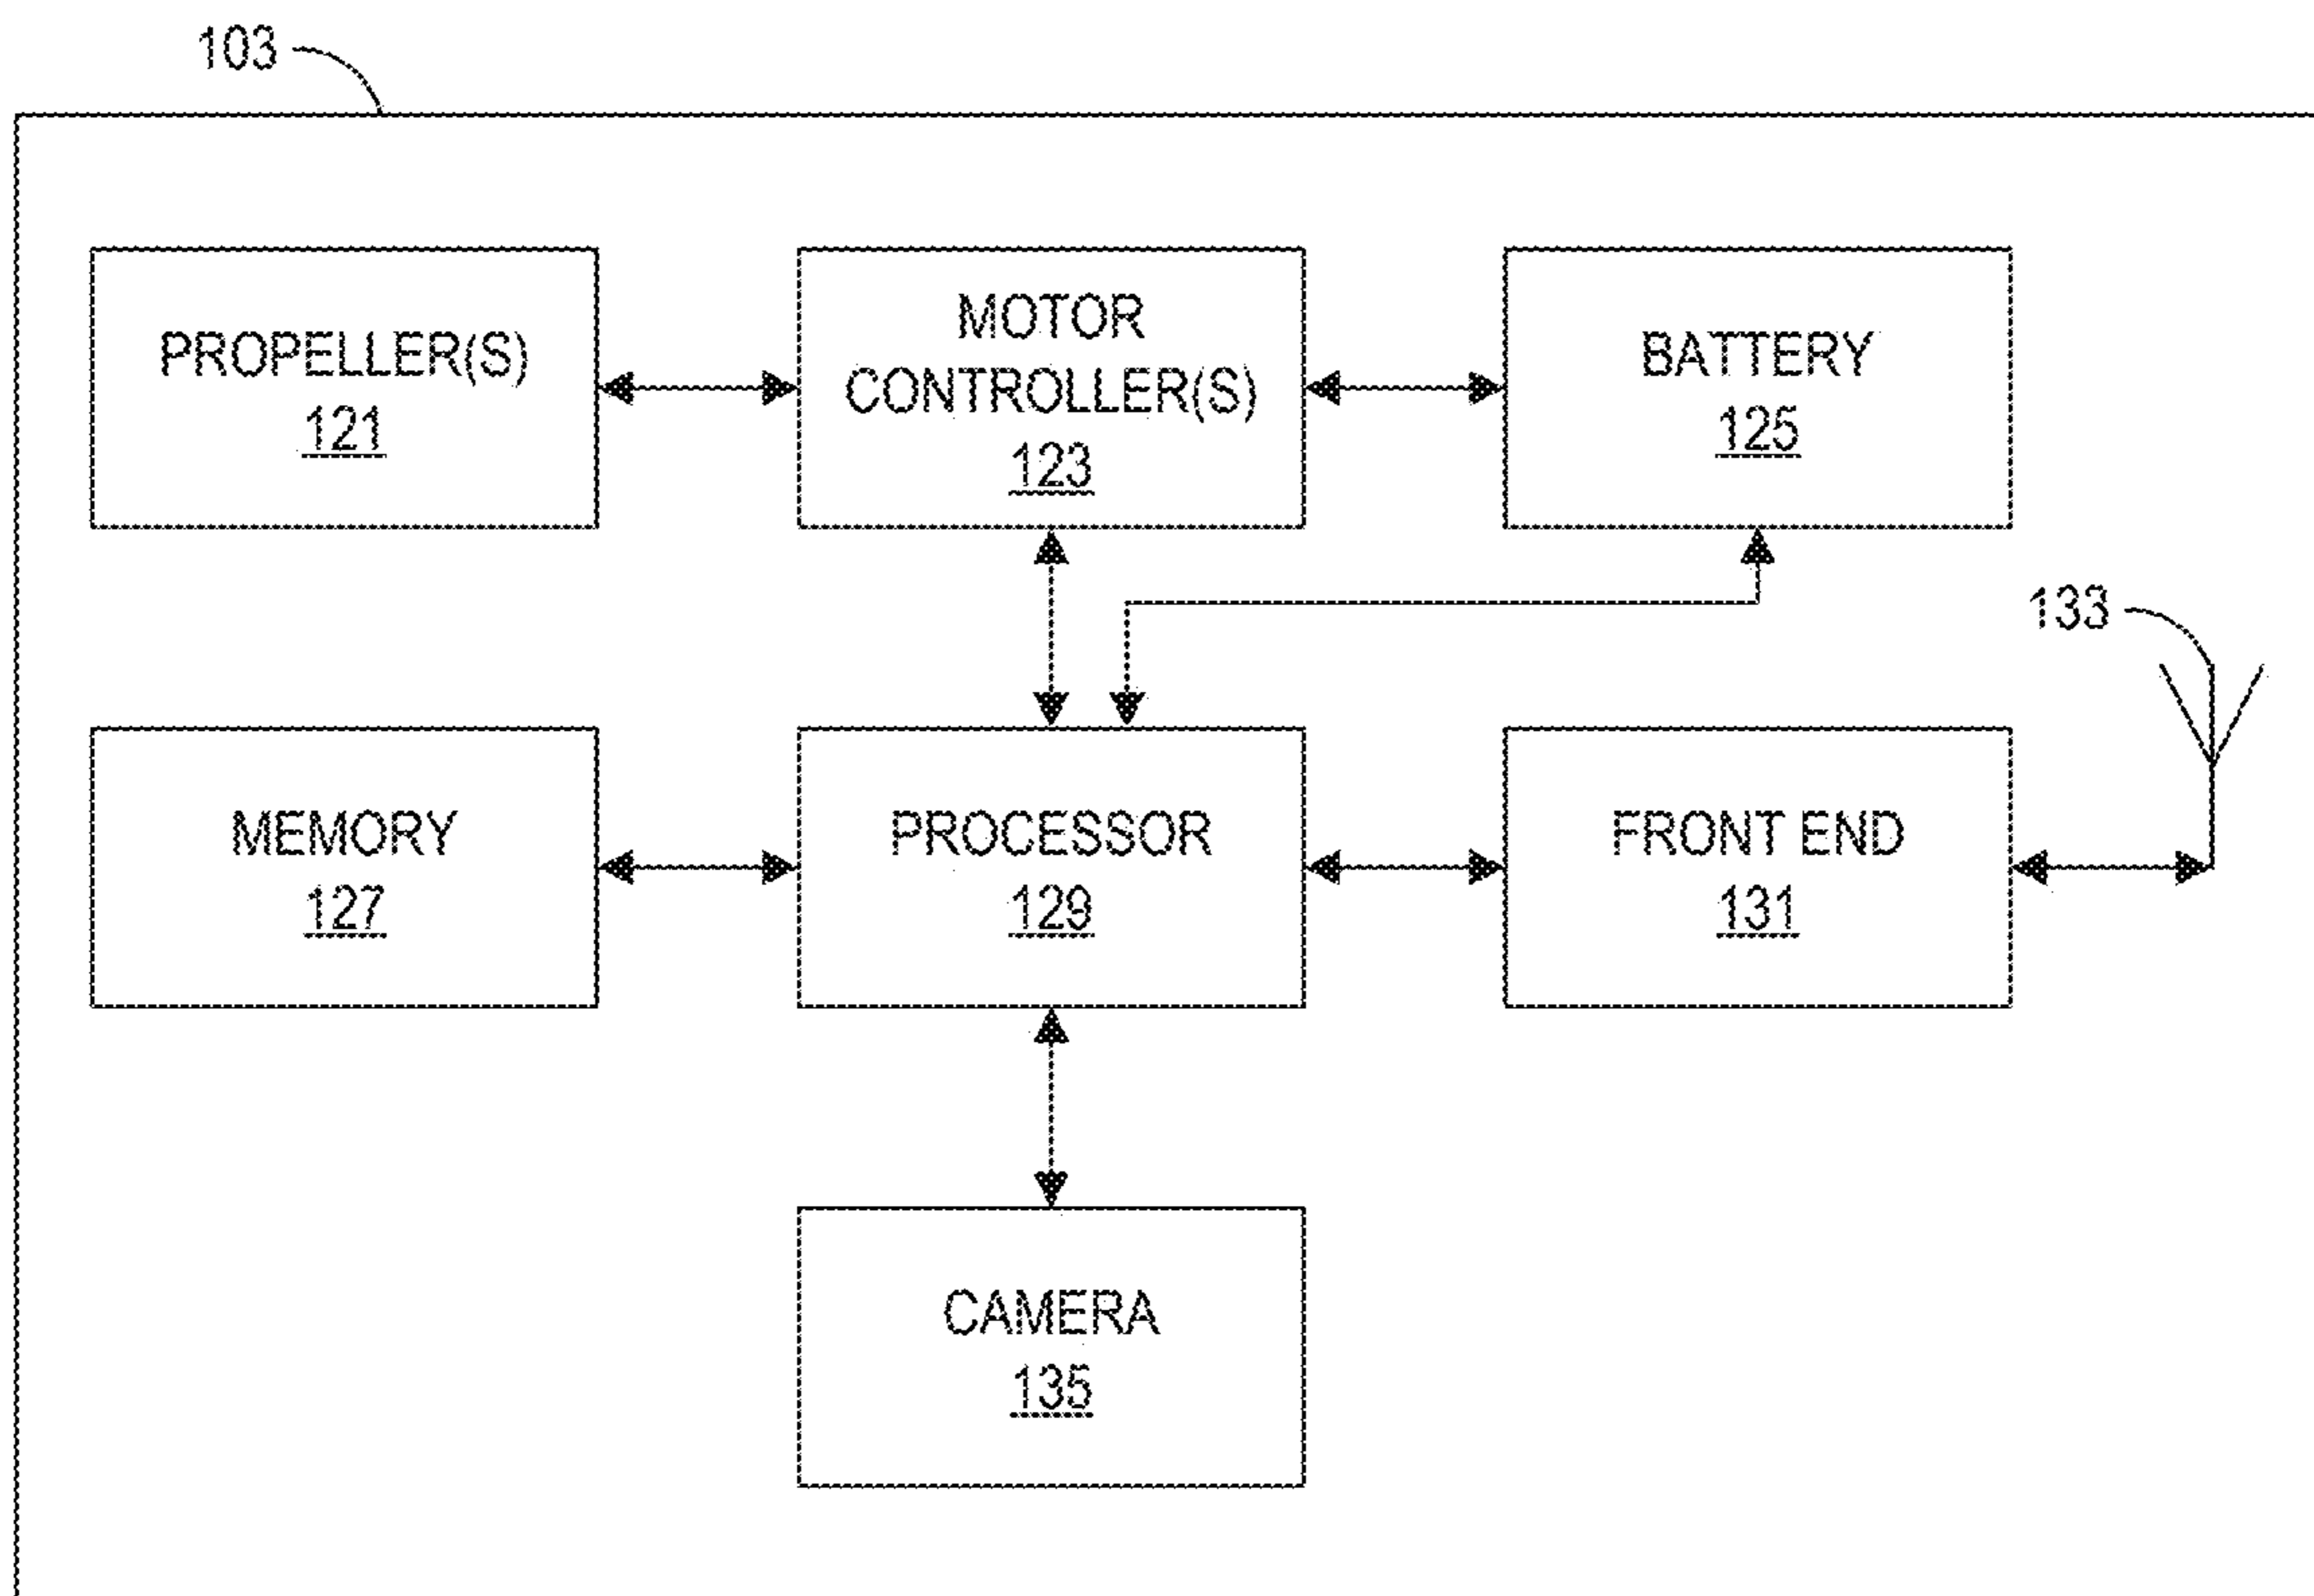 103
PROPELLER(S)
121
MOTOR
CONTROLLER(S)
123
BATTERY
125
133
MEMORY
127
PROCESSOR
129
FRONT END
131
CAMERA
135